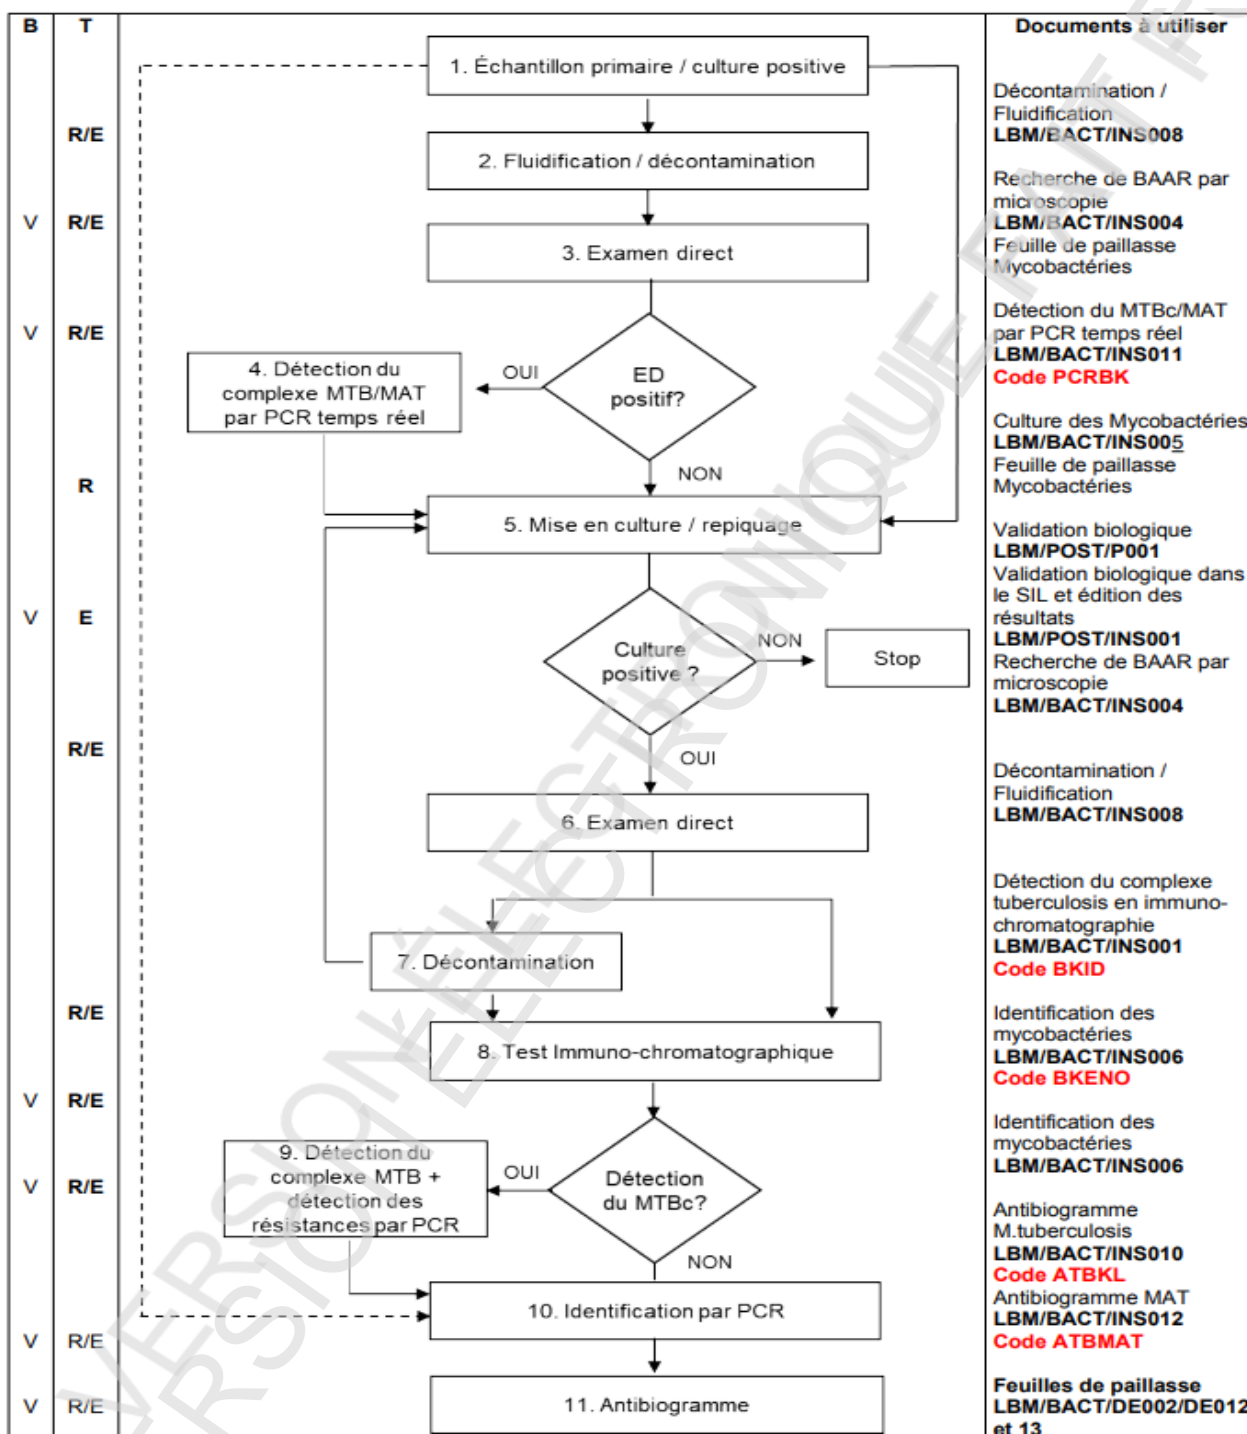 B
T
Documents à utiliser
1. Échantillon primaire / culture positive
Décontamination /
Fluidification
LBM/BACT/INS008
R/E
2. Fluidification / décontamination
Recherche de BAAR par
microscopie
LBM/BACT/INS004
Feuille de paillasse
Mycobactéries
V
R/E
3. Examen direct
Détection du MTBc/MAT
par PCR temps réel
LBM/BACT/INS011
Code PCRBK
V
R/E
ED
positif?
OUI
4. Détection du
complexe MTB/MAT
par PCR temps réel
NON
Culture des Mycobactéries
LBM/BACT/INS005
Feuille de paillasse
Mycobactéries
R
5. Mise en culture / repiquage
Validation biologique
LBM/POST/P001
Validation biologique dans
le SIL et édition des
résultats
LBM/POST/INS001
Recherche de BAAR par
microscopie
LBM/BACT/INS004
V
E
Culture
positive ?
NON
Stop
OUI
R/E
Décontamination /
Fluidification
LBM/BACT/INS008
6. Examen direct
Détection du complexe
tuberculosis en immuno-
chromatographie
LBM/BACT/INS001
Code BKID
7. Décontamination
R/E
8. Test Immuno-chromatographique
Identification des
mycobactéries
LBM/BACT/INS006
Code BKENO
V
R/E
Détection
du MTBc?
OUI
9. Détection du
complexe MTB +
détection des
résistances par PCR
V
R/E
NON
Identification des
mycobactéries
LBM/BACT/INS006
Antibiogramme
M.tuberculosis
LBM/BACT/INS010
Code ATBKL
Antibiogramme MAT
LBM/BACT/INS012
Code ATBMAT
10. Identification par PCR
V
R/E
11. Antibiogramme
V
R/E
Feuilles de paillasse
LBM/BACT/DE002/DE012
et 13
VERSION ÉLECTRONIQUE FAIT
VERSION ÉLECTRONIQUE